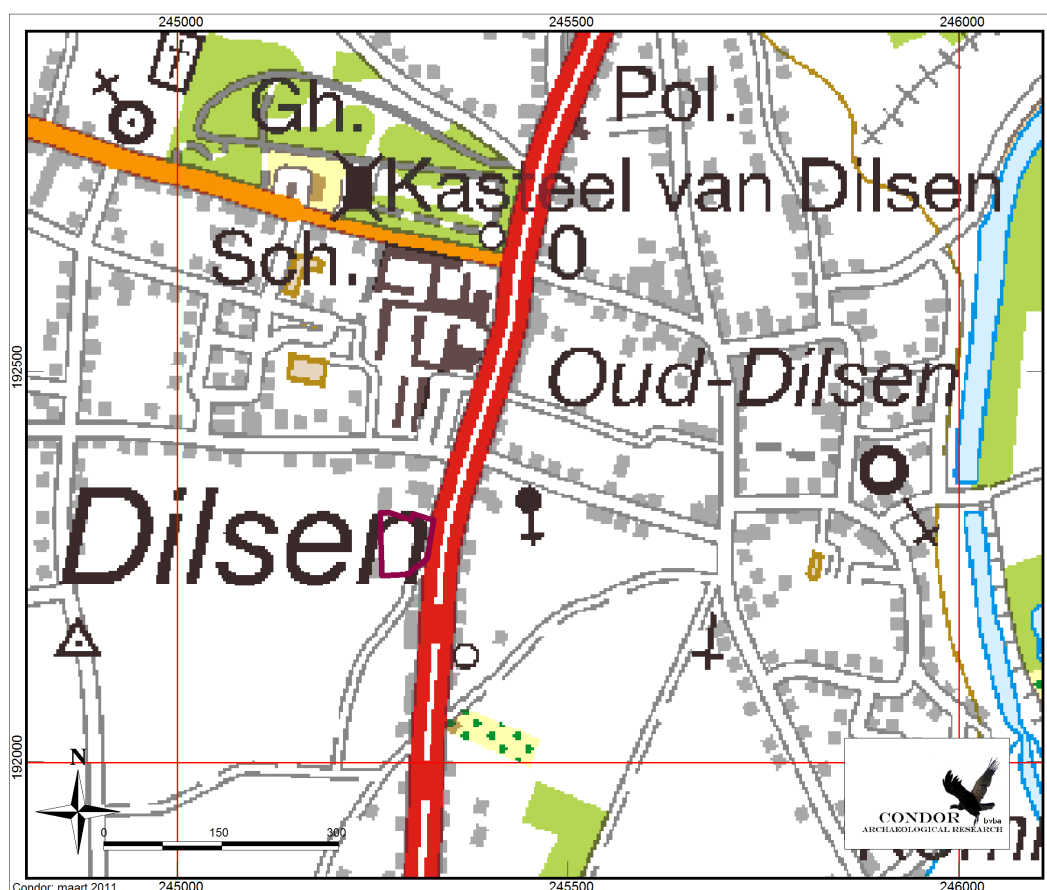 245000 245500 246000
Gh. Pol.
Kasteel van Dilsen
Sch. 0
192500
Oud-Dilsen
Dilsen
192000
N
0 150 300
CONDOR bvba
ARCHAEOLOGICAL RESEARCH
Condor: maart 2011
245000 245500 246000